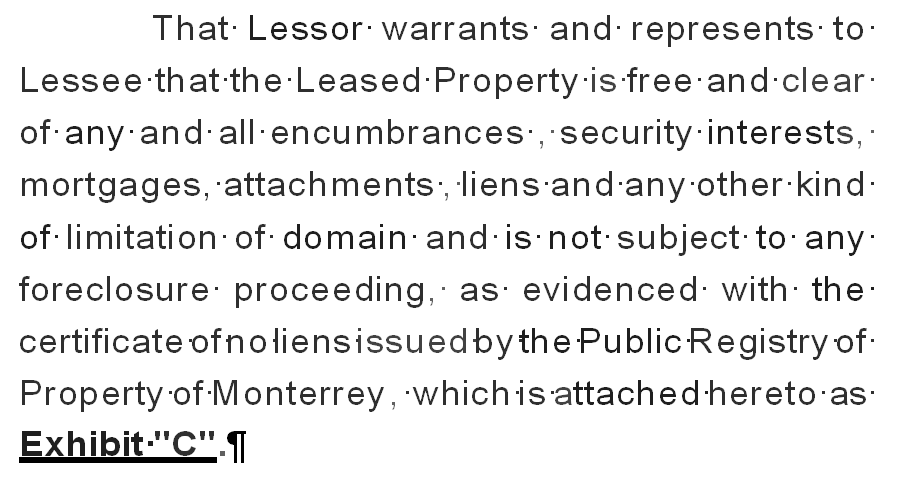 That Lessor warrants and represents to
Lessee that the Leased Property is free and clear
of any and all encumbrances , security interests,
mortgages, attachments , liens and any other kind
of limitation of domain and is not subject to any
foreclosure proceeding, as evidenced with the
certificate of no liens issued by the Public Registry of
Property of Monterrey , which is attached hereto as
Exhibit "C".¶